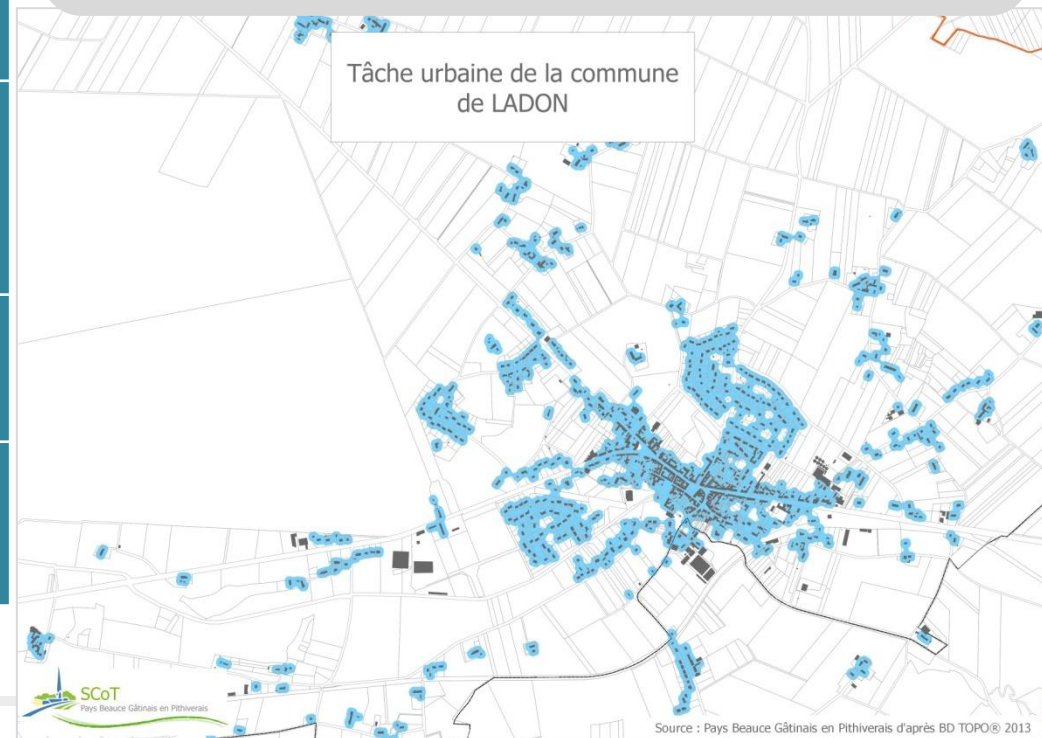 Tâche urbaine de la commune
de LADON
SCoT
Pays Beauce Gâtinais en Pithiverais
Source : Pays Beauce Gâtinais en Pithiverais d'après BD TOPO® 2013